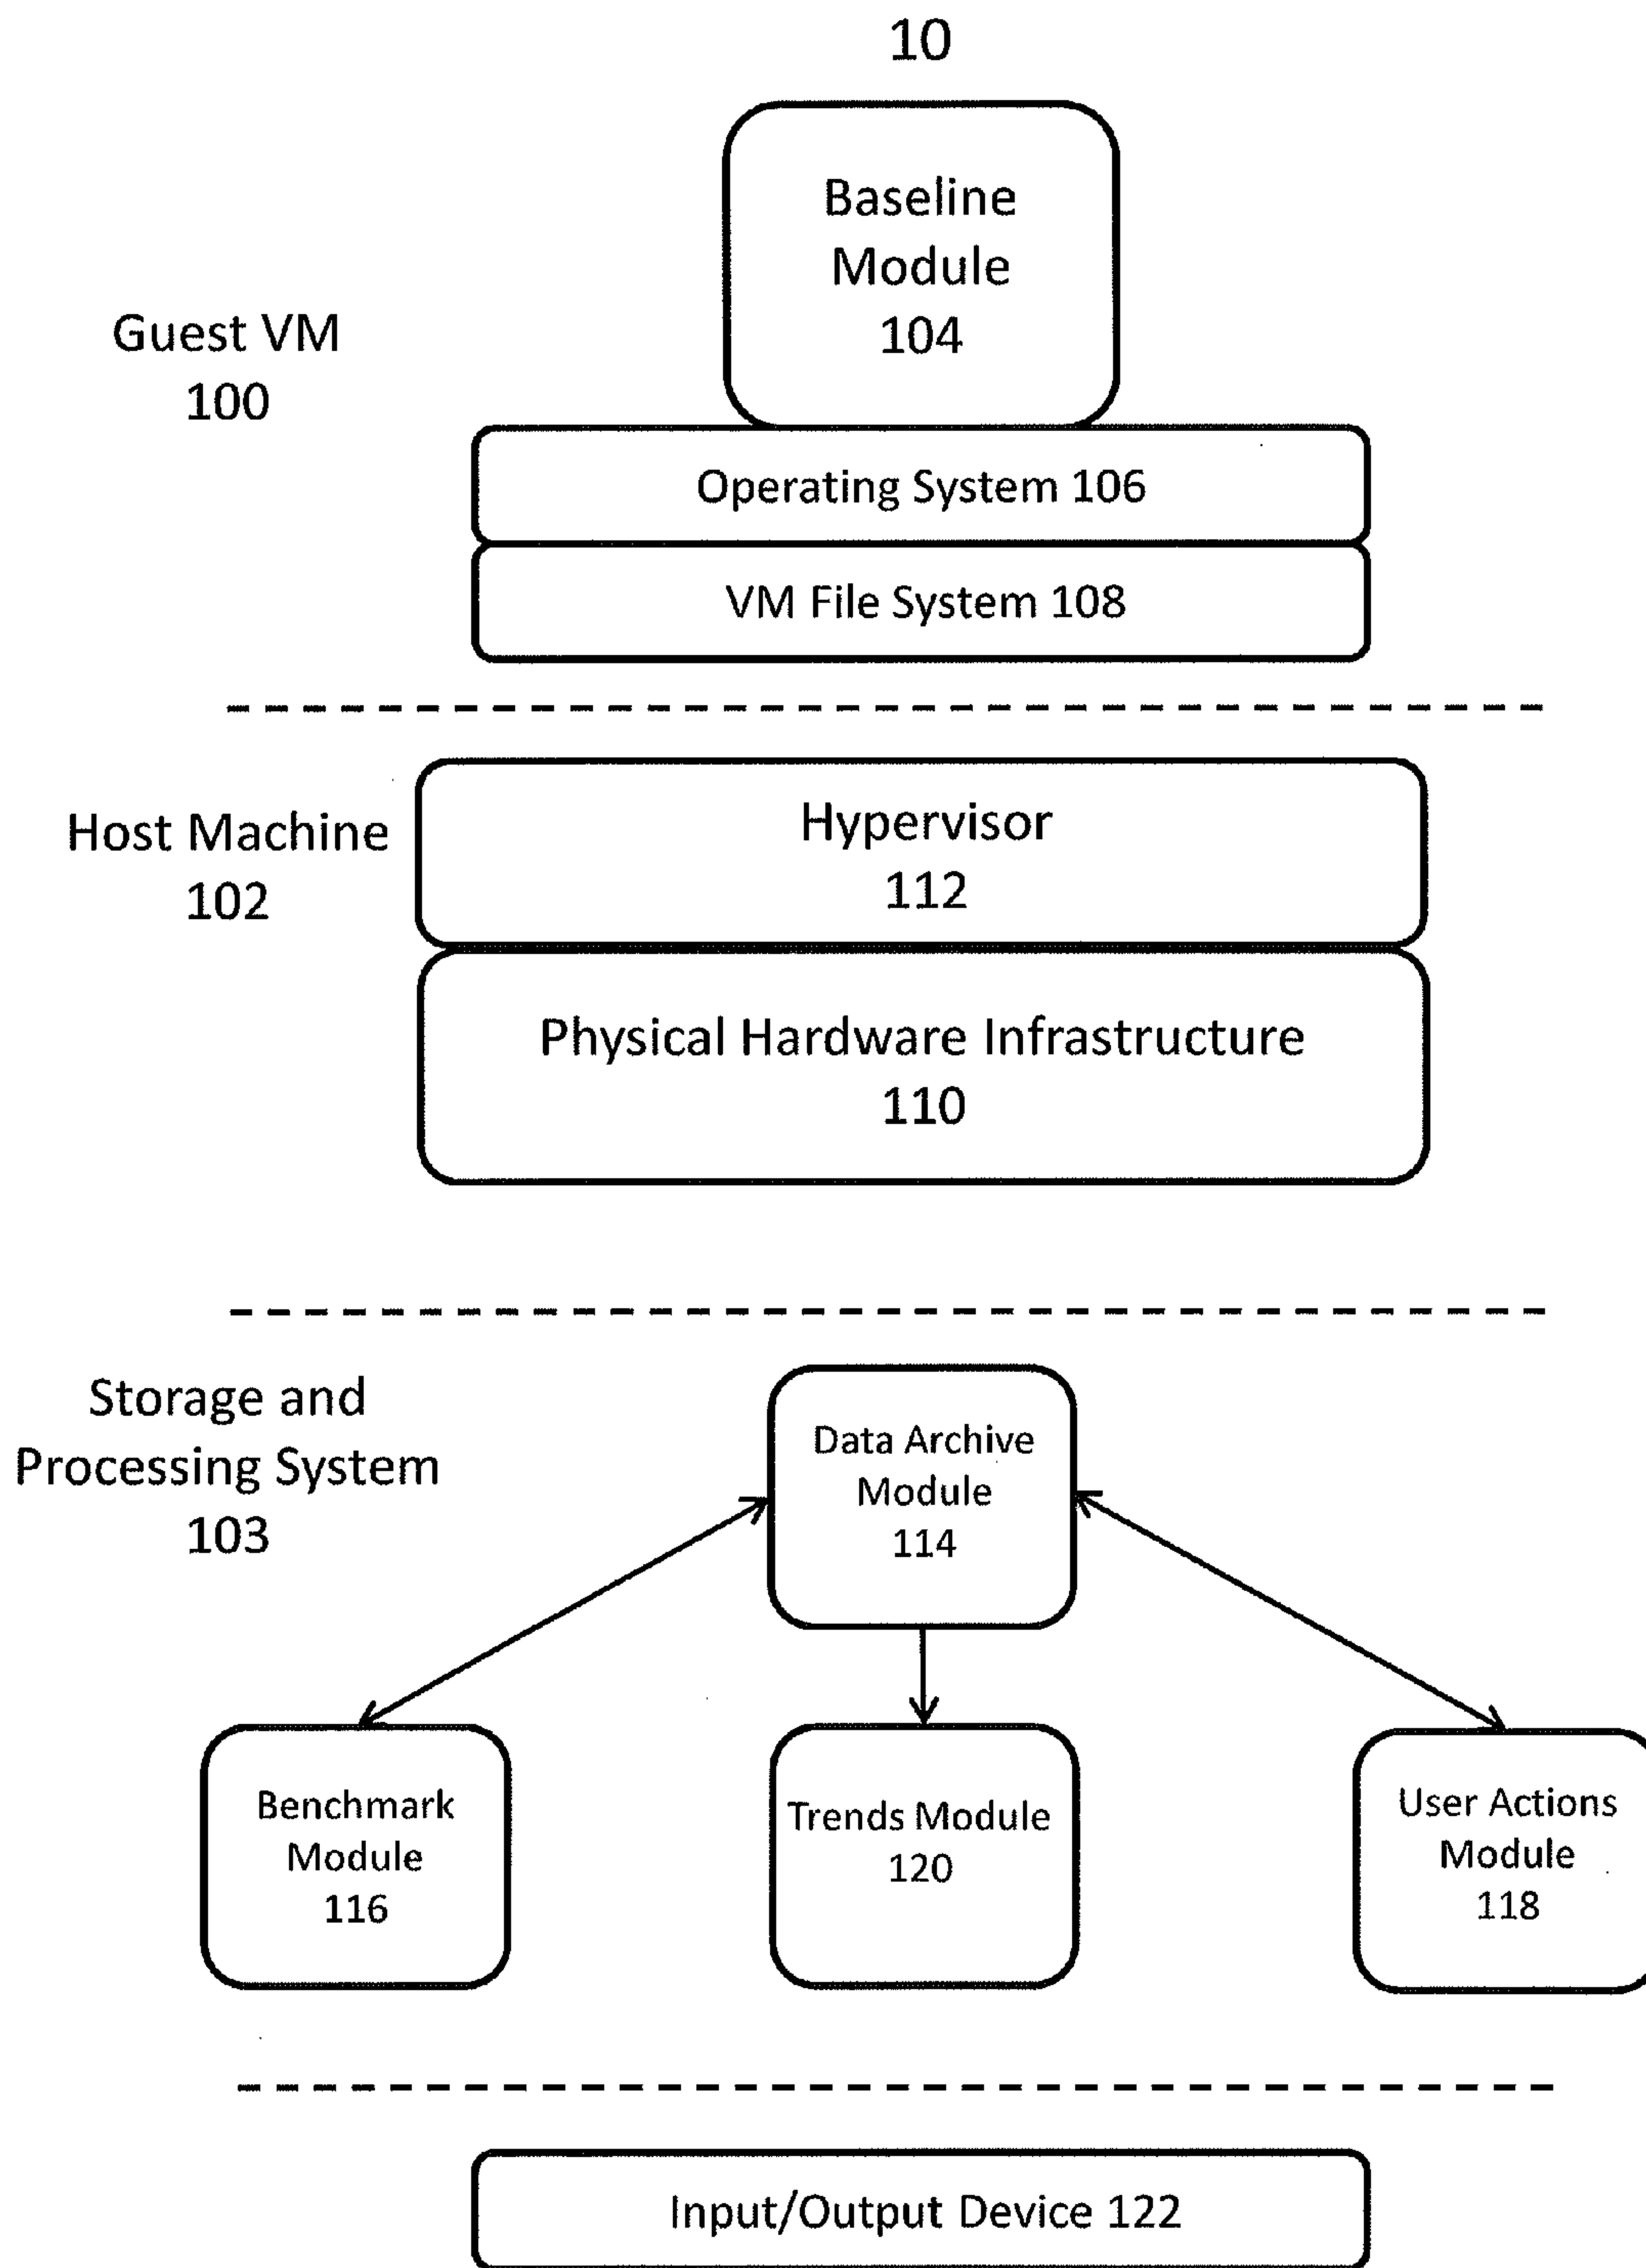 10
Baseline
Module
104
Guest VM
100
Operating System 106
VM File System 108
Host Machine
102
Hypervisor
112
Physical Hardware Infrastructure
110
Storage and
Processing System
103
Data Archive
Module
114
Benchmark
Module
116
Trends Module
120
User Actions
Module
118
Input/Output Device 122